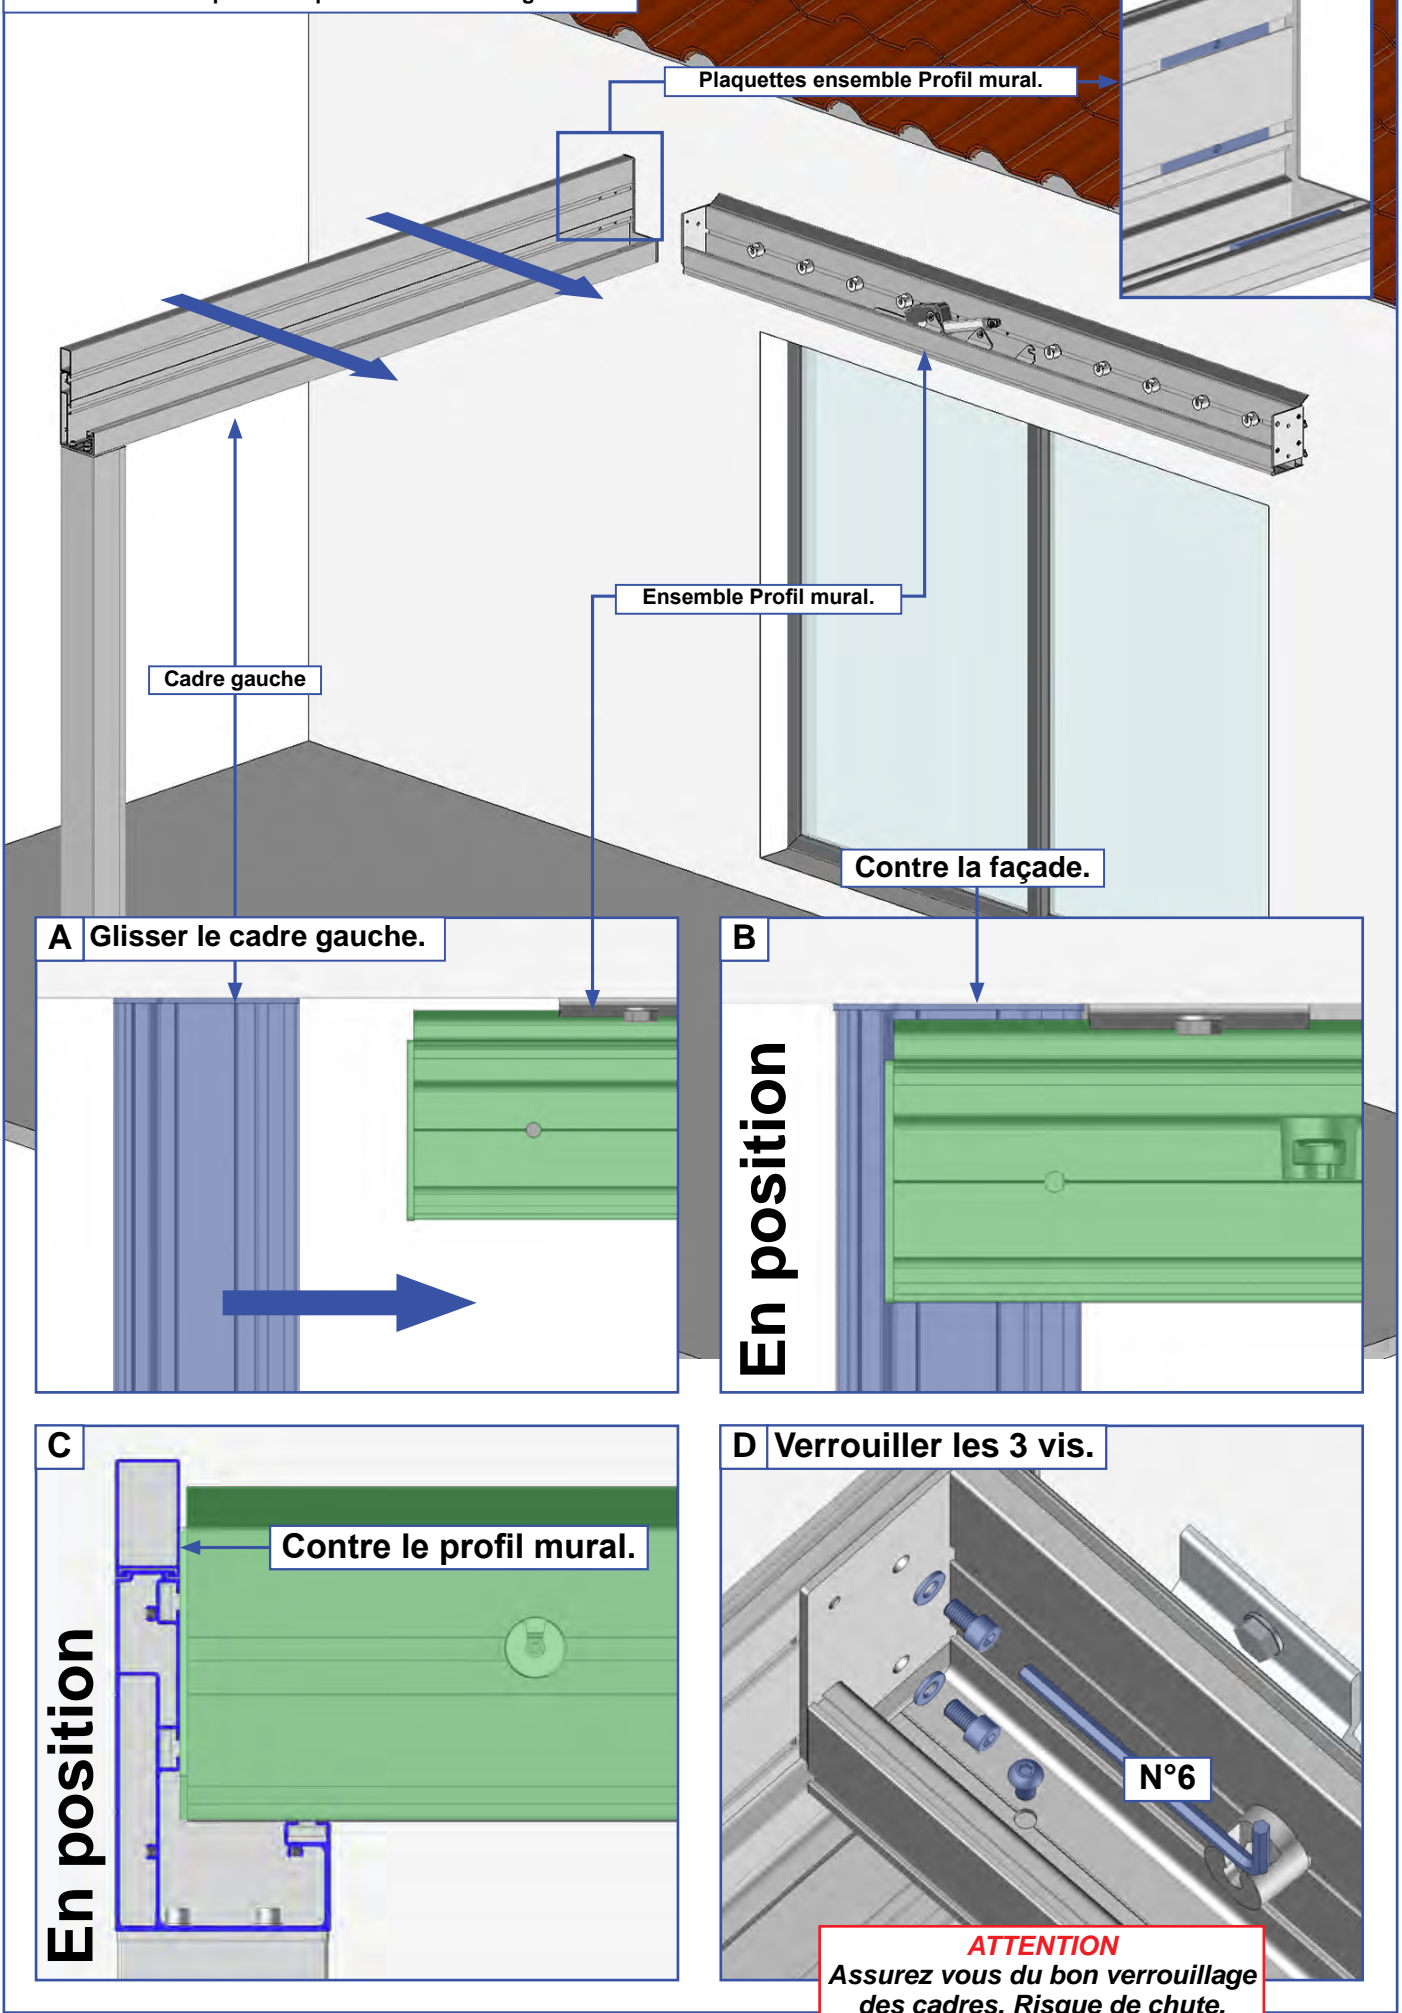 Plaquettes ensemble Profil mural.
Ensemble Profil mural.
Cadre gauche
Contre la façade.
A Glisser le cadre gauche.
B
En position
C
Contre le profil mural.
En position
D Verrouiller les 3 vis.
N°6
ATTENTION
Assurez vous du bon verrouillage
des cadres. Risque de chute.